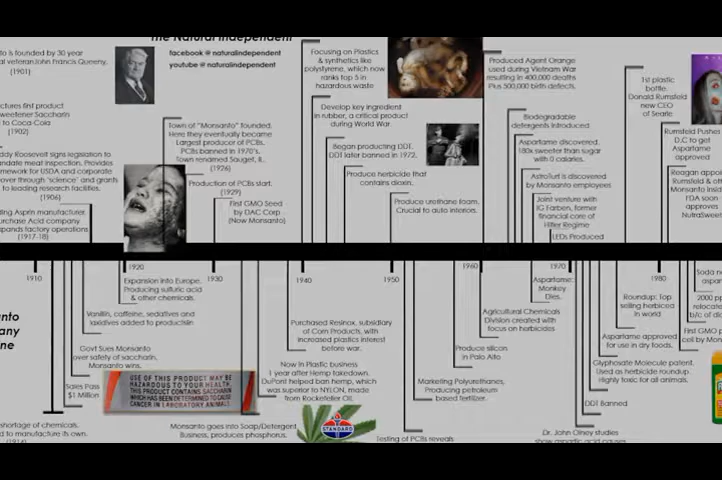 The Natural Independent
facebook @ naturalindependent
youtube @ naturalindependent
to is founded by 30 year
al veteran John Francis Queeny.
(1901)
ctures first product
sweetener Saccharin
to Coca-Cola
(1902)
ddy Roosevelt signs legislation to
ndate meat inspection. Provides
mework for USDA and corporate
over through 'science' and grants
to leading research facilities.
(1906)
ding Asprin manufacturer
urchase Acid company
spands factory operations
(1917-18)
Town of "Monsanto" founded.
Here they eventually became
Largest producer of PCBs.
PCBs banned in 1970's.
Town renamed Souget, IL.
(1926)
Production of PCBs start.
(1929)
First GMO Seed
by DAC Corp
(Now Monsanto)
Focusing on Plastics
& synthetics like
polystyrene, which now
ranks top 5 in
hazardous waste
Develop key ingredient
in rubber, a critical product
during World War
Began producing DDT.
DDT later banned in 1972.
Produce herbicide that
contains dioxin.
Produce urethane foam.
Crucial to auto interiors.
Produced Agent Orange
used during Vietnam War
resulting in 400,000 deaths
Plus 500,000 birth defects.
Biodegradable
detergents introduced
Aspartame discovered.
180x sweeter than sugar
with 0 calories.
AstroTurf is discovered
by Monsanto employees
Joint venture with
IG Farben, former
financial core of
Hitler Regime
LEDs Produced
1st plastic
bottle.
Donald Rumsfeld
new CEO
of Searle
Rumsfeld Pushes
D.C to get
Aspartame
approved
Reagan appoi
Rumsfeld & oth
Monsanto insid
FDA soon
approves
NutraSweet
1910
1920
1930
1940
1950
1960
1970
1980
Expansion into Europe.
Producing sulfuric acid
& other chemicals.
Vanillin, caffeine, sedatives and
laxidives added to production
Govt Sues Monsanto
over safety of saccharin.
Monsanto wins.
Sales Pass
$1 Million
USE OF THIS PRODUCT MAY BE
HAZARDOUS TO YOUR HEALTH.
THIS PRODUCT CONTAINS SACCHARIN
WHICH HAS BEEN DETERMINED TO CAUSE
CANCER IN LABORATORY ANIMALS.
Monsanto goes into Soap/Detergent
Business, produces phosphorus.
shortage of chemicals,
d to manufacture its own.
(1914)
anto
any
ne
Purchased Resinox, subsidiary
of Corn Products, with
increased plastics interest
before war.
Now in Plastic business
1 year after Hemp takedown.
DuPont helped ban hemp, which
was superior to NYLON, made
from Rockefeller Oil.
STANDARD
Testing of PCBs reveals
Marketing Polyurethanes,
Producing petroleum
based fertilizer.
Produce silicon
in Palo Alto
Agricultural Chemicals
Division created with
focus on herbicides
Aspartame:
Monkey
Dies.
Roundup: Top
selling herbiced
in world
Aspartame approved
for use in dry foods.
Glyphosate Molecule patent.
Used as herbicide roundup.
Highly toxic for all animals.
DDT Banned
Dr. John Olney studies
show aspartic acid causes
Soda n
aspart
2000 pp
relocate
b/c of dio
First GMO p
cell by Mon